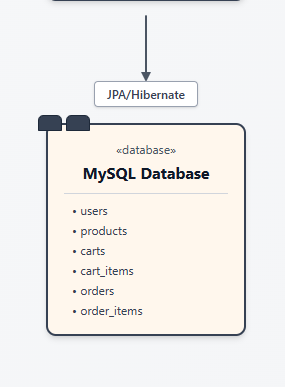 JPA/Hibernate
«database»
MySQL Database
• users
• products
• carts
• cart_items
• orders
• order_items